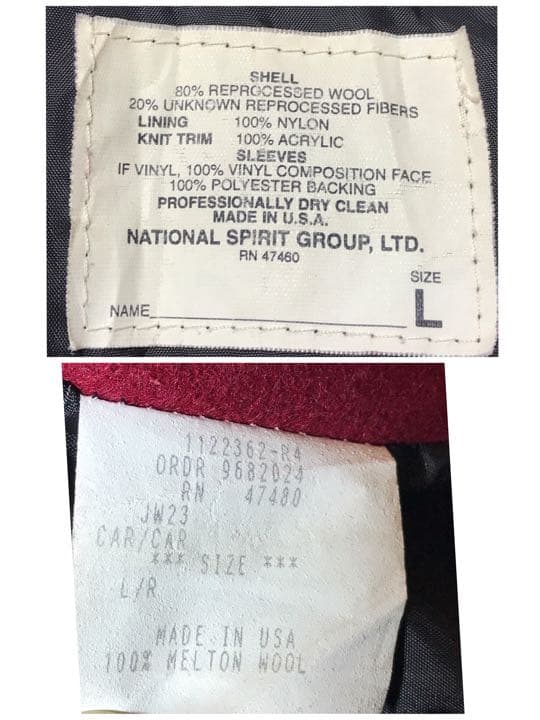 SHELL
80% REPROCESSED WOOL
20% UNKNOWN REPROCESSED FIBERS
LINING 100% NYLON
KNIT TRIM 100% ACRYLIC
SLEEVES
IF VINYL, 100% VINYL COMPOSITION FACE
100% POLYESTER BACKING
PROFESSIONALLY DRY CLEAN
MADE IN U.S.A.
NATIONAL SPIRIT GROUP, LTD.
RN 47460
SIZE
NAME
L
1122362-R4
ORDR 9682024
RN 47480
JW23
CAR/CAR
*** SIZE ***
L/R
MADE IN USA
100% MELTON WOOL